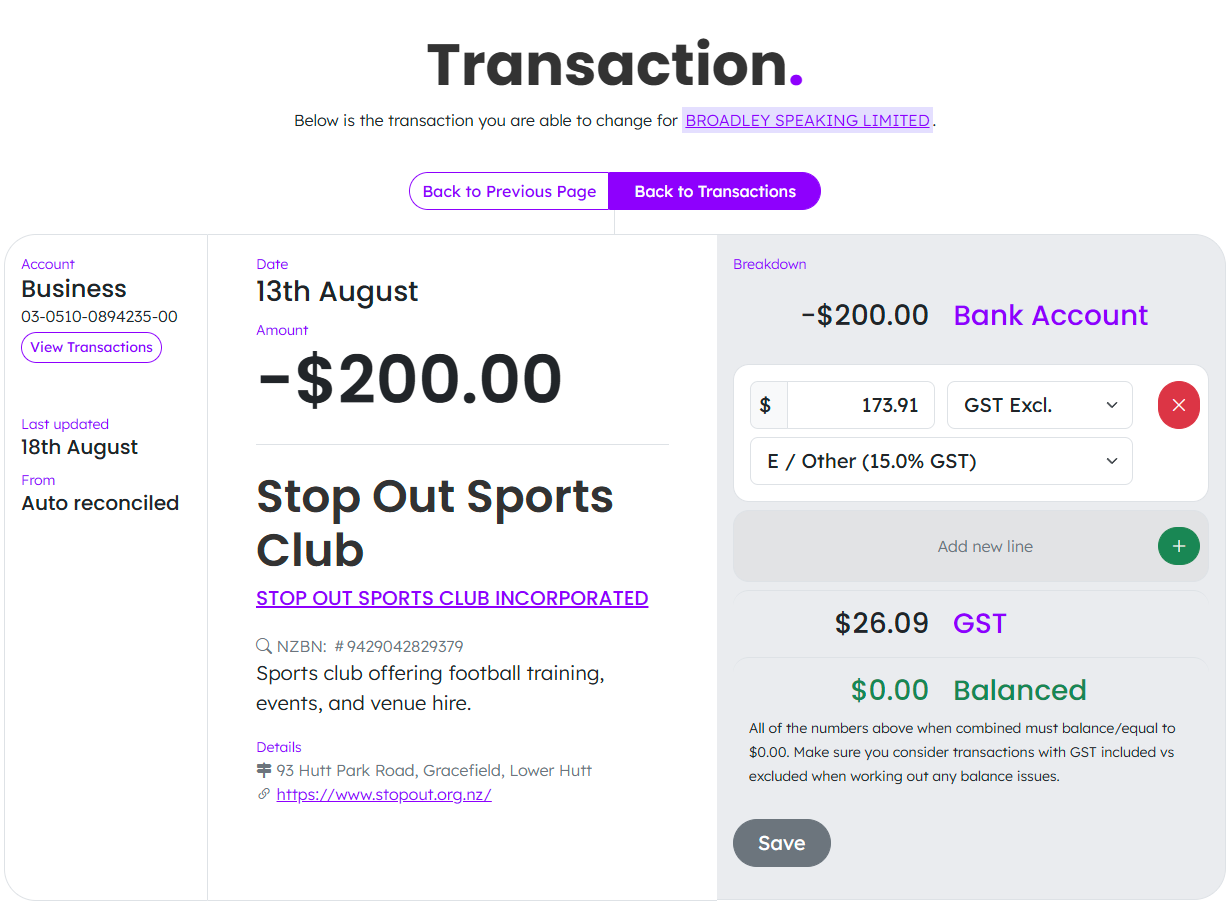 Transaction.
Below is the transaction you are able to change for BROADLEY SPEAKING LIMITED.
Back to Previous Page
Back to Transactions
Account
Business
03-0510-0894235-00
View Transactions
Last updated
18th August
From
Auto reconciled
Date
13th August
Amount
-$200.00
Stop Out Sports
Club
STOP OUT SPORTS CLUB INCORPORATED
NZBN: #9429042829379
Sports club offering football training,
events, and venue hire.
Details
93 Hutt Park Road, Gracefield, Lower Hutt
https://www.stopout.org.nz/
Breakdown
-$200.00 Bank Account
$ 173.91 GST Excl.
E / Other (15.0% GST)
Add new line
$26.09 GST
$0.00 Balanced
All of the numbers above when combined must balance/equal to
$0.00. Make sure you consider transactions with GST included vs
excluded when working out any balance issues.
Save